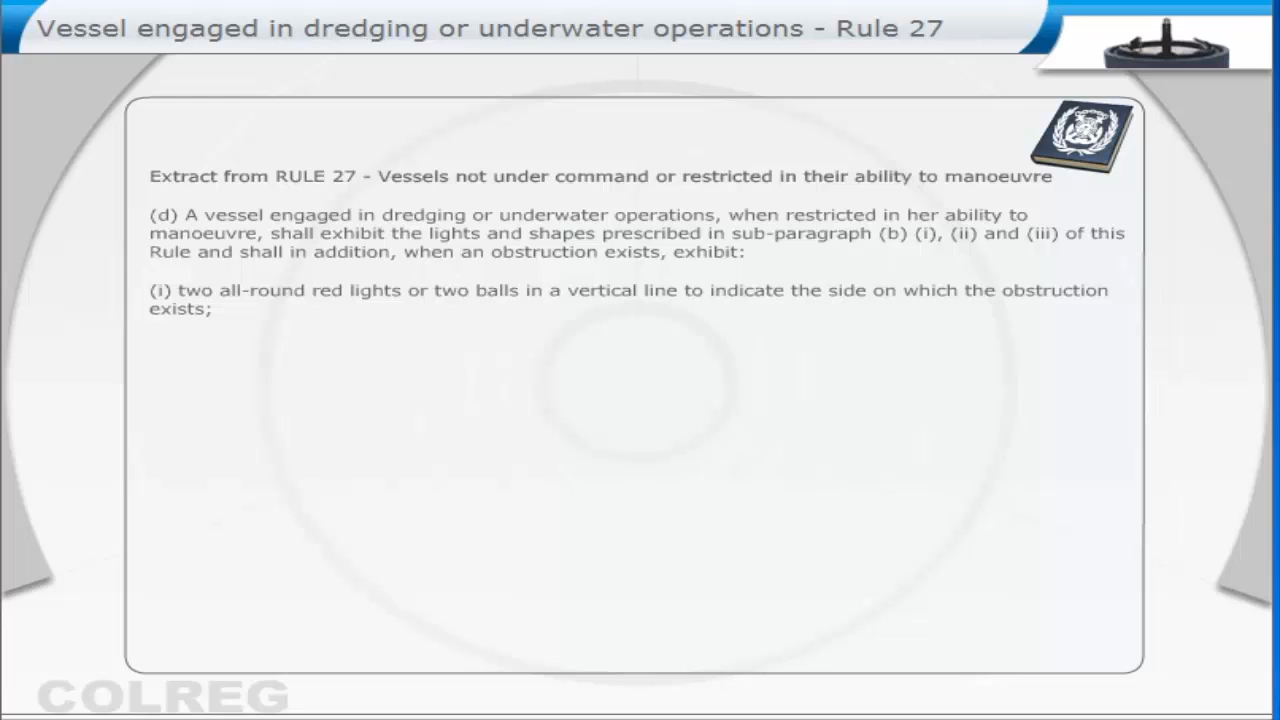 Vessel engaged in dredging or underwater operations - Rule 27
Extract from RULE 27 - Vessels not under command or restricted in their ability to manoeuvre
(d) A vessel engaged in dredging or underwater operations, when restricted in her ability to
manoeuvre, shall exhibit the lights and shapes prescribed in sub-paragraph (b) (i), (ii) and (iii) of this
Rule and shall in addition, when an obstruction exists, exhibit:
(i) two all-round red lights or two balls in a vertical line to indicate the side on which the obstruction
exists;
COLREG